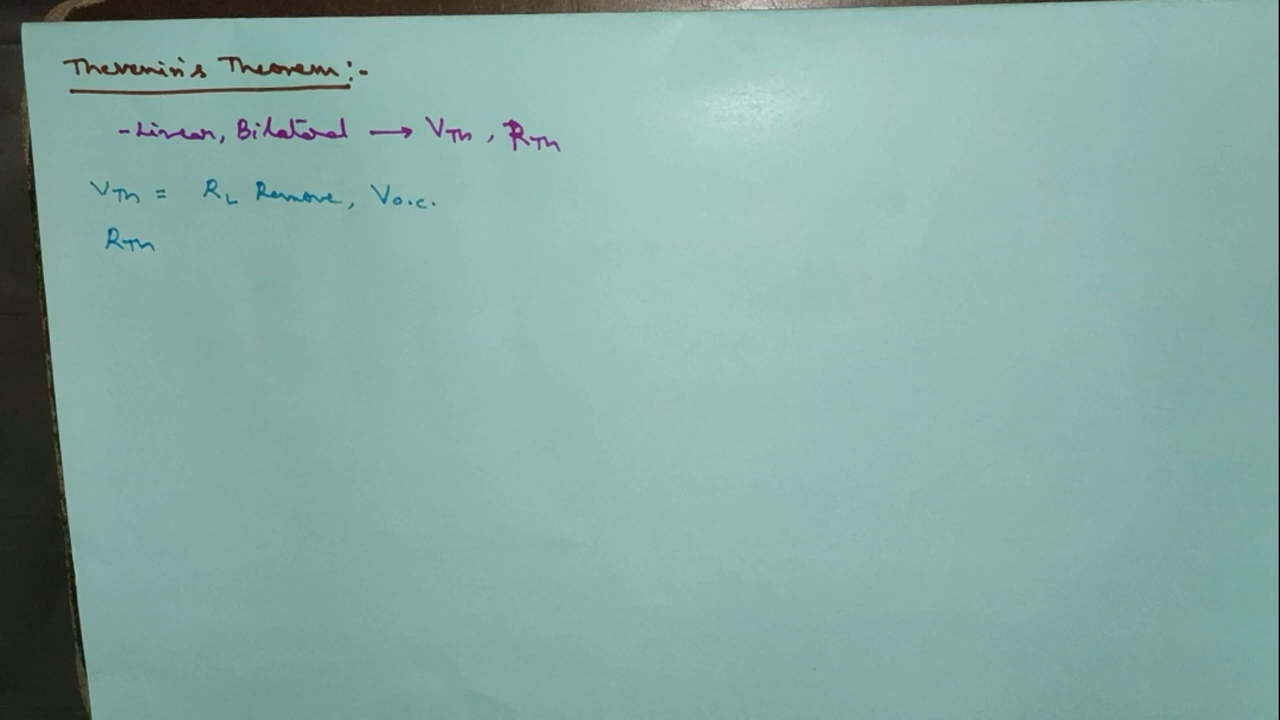 Thevenin's Theorem:-
- Linear, Bilateral → VTh, RTh
VTh = RL Remove, Vo.c.
RTh